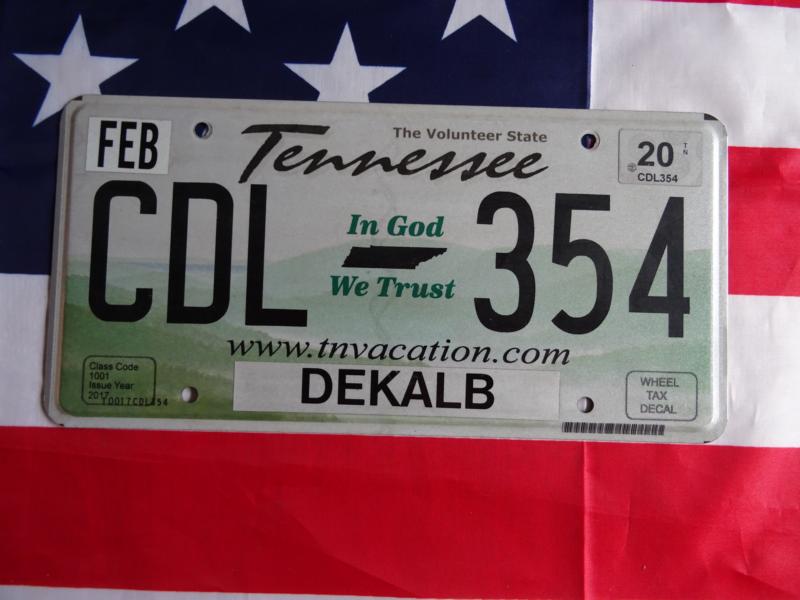 The Volunteer State
FEB
Tennessee
20
TN
CDL354
CDL 354
In God
We Trust
www.tnvacation.com
Class Code
1001
Issue Year
2017
DEKALB
WHEEL
TAX
DECAL